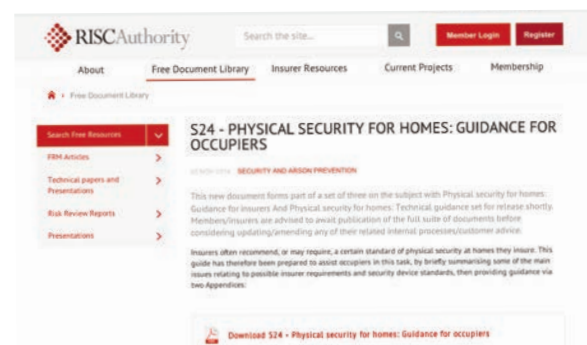 RISCAuthority
Search the site...
Member Login
Register
About
Free Document Library
Insurer Resources
Current Projects
Membership
Free Document Library
Search Free Resources
FRM Articles
Technical papers and
Presentations
Risk Review Reports
Presentations
S24 - PHYSICAL SECURITY FOR HOMES: GUIDANCE FOR
OCCUPIERS
SECURITY AND ARSON PREVENTION
This new document forms part of a set of three on the subject with Physical security for homes:
Guidance for insurers And Physical security for homes: Technical guidance set for release shortly.
Members/insurers are advised to await publication of the full suite of documents before
considering updating/amending any of their related internal processes/customer advice.
Insurers often recommend, or may require, a certain standard of physical security at homes they insure. This
guide has therefore been prepared to assist occupiers in this task, by briefly summarising some of the main
issues relating to possible insurer requirements and security device standards, then providing guidance via
two Appendices:
Download S24 - Physical security for homes: Guidance for occupiers